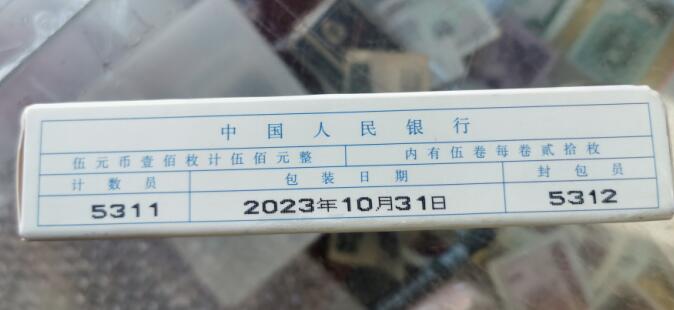 中国人民银行
伍元币壹佰枚计伍佰元整 内有伍卷每卷贰拾枚
计数员 包装日期 封包员
5311 2023年10月31日 5312